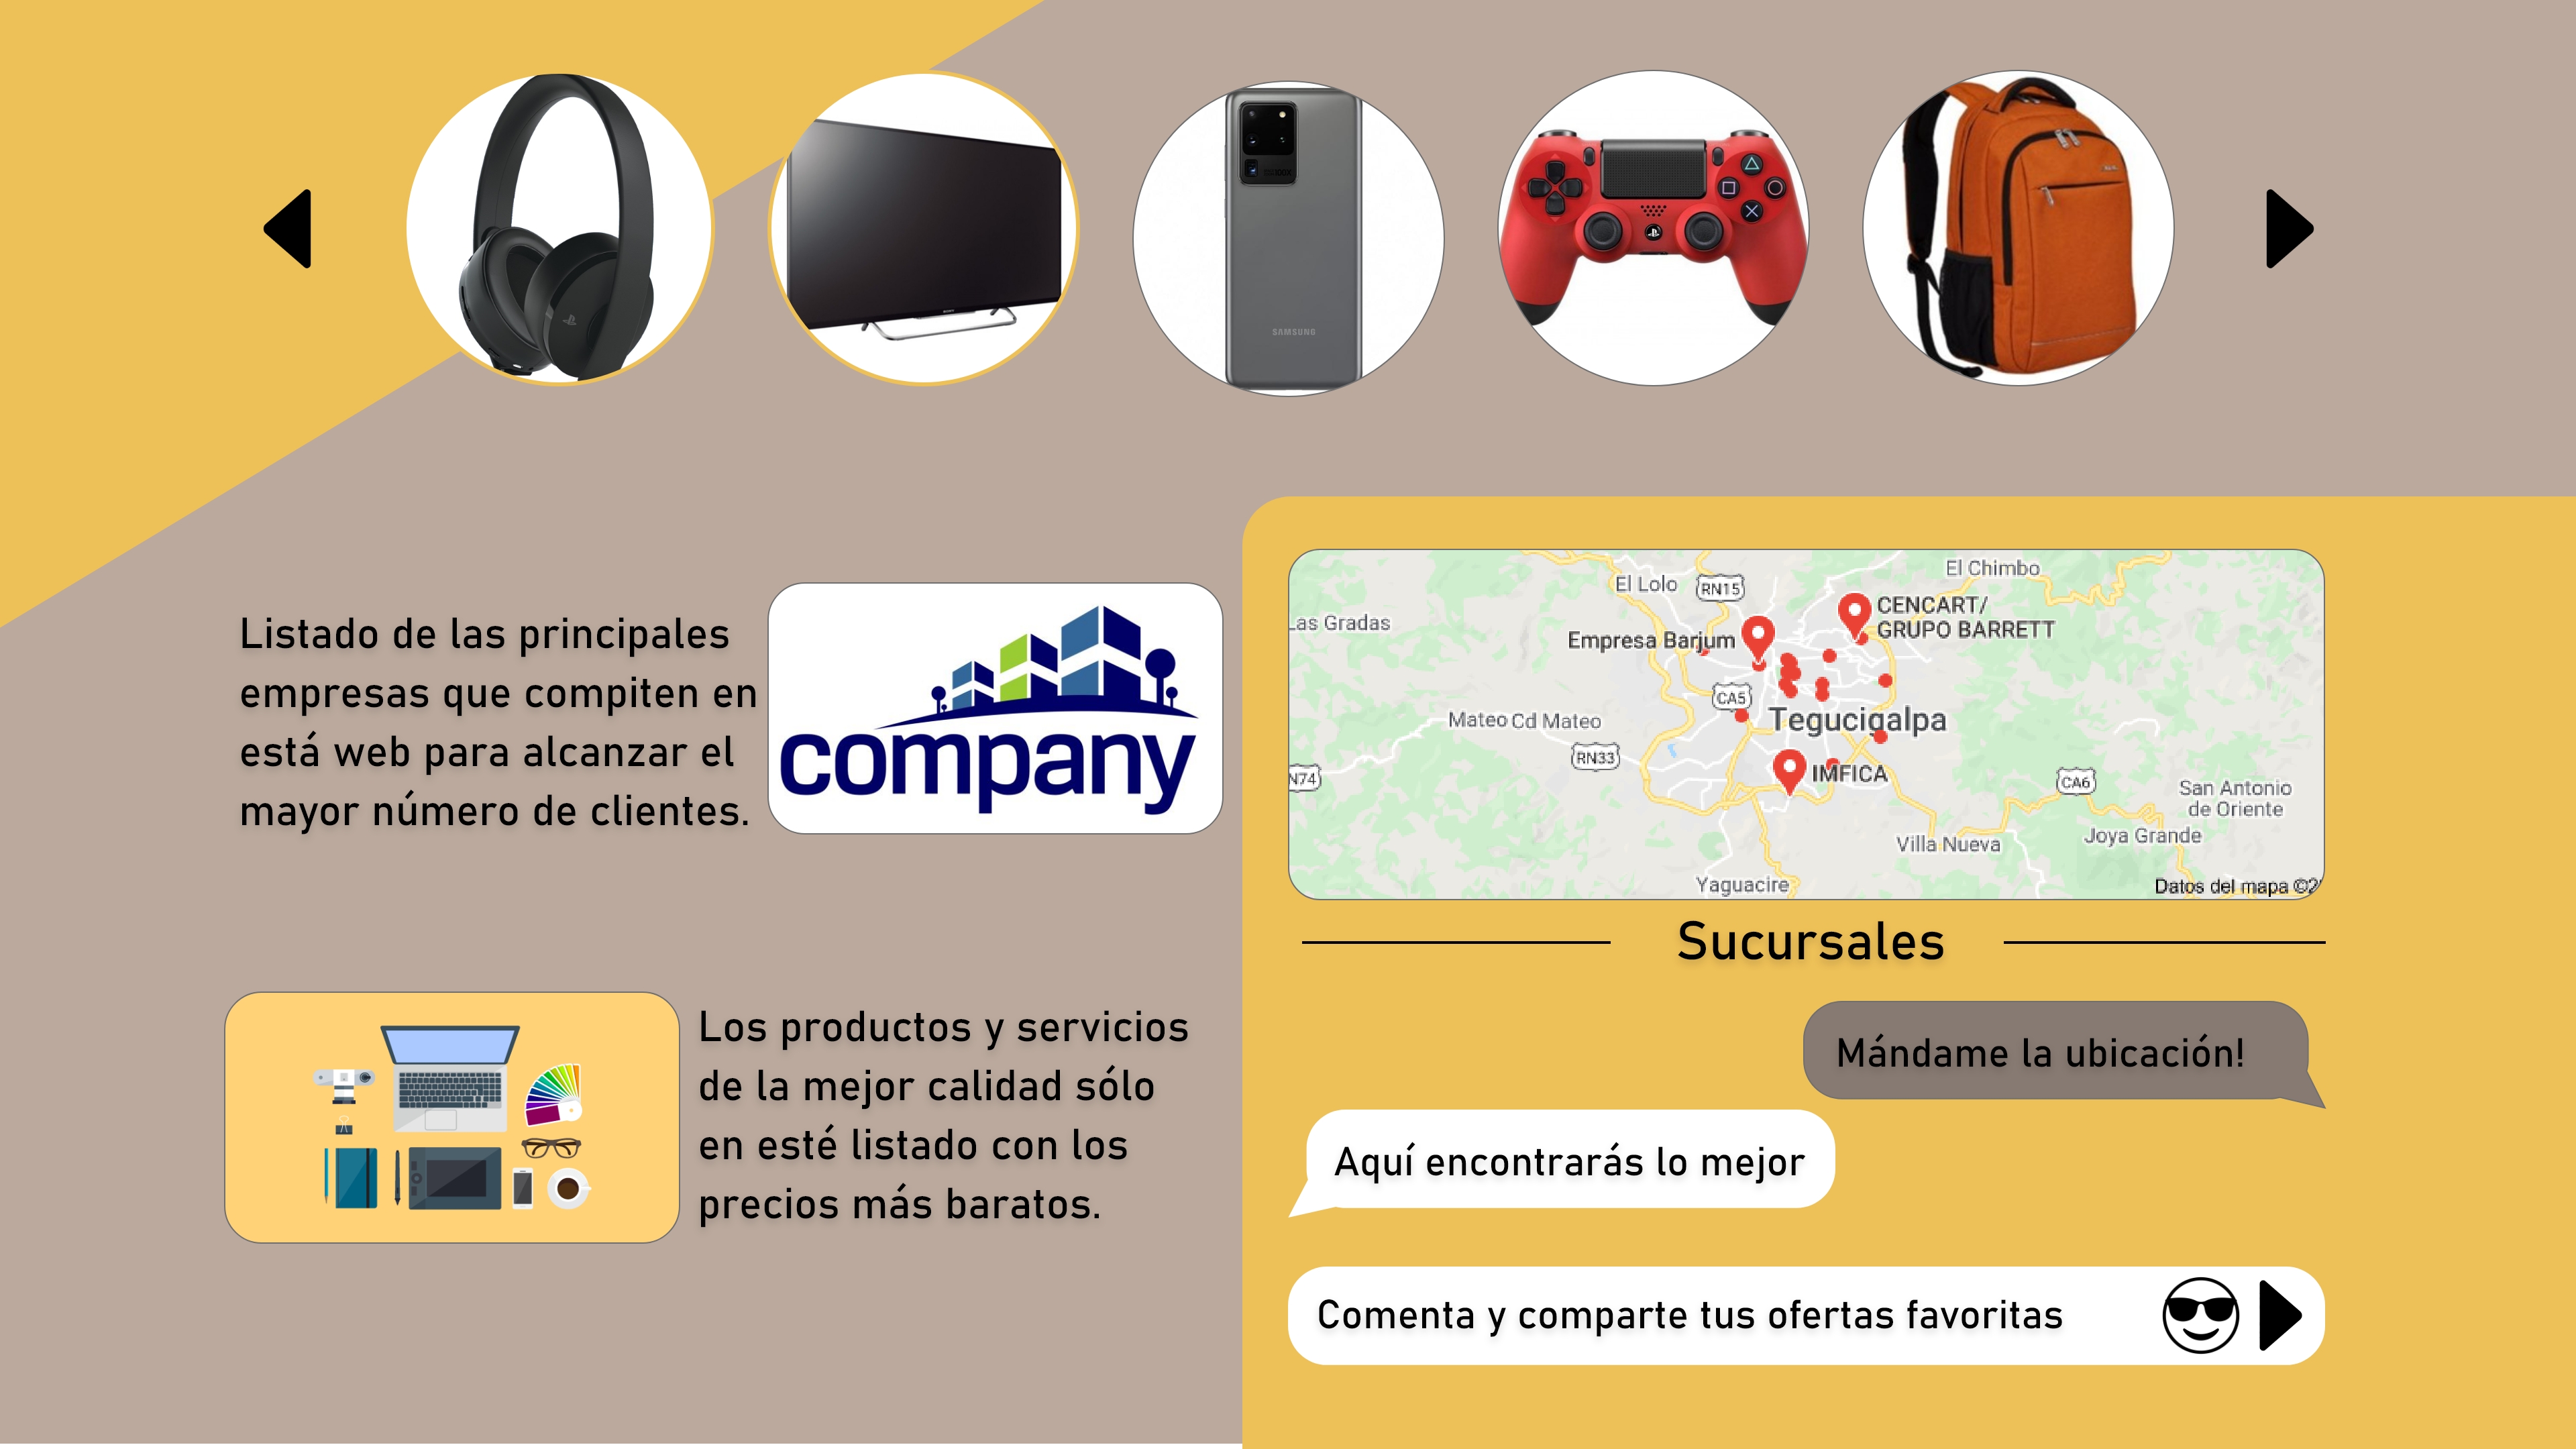 SAMSUNG
Listado de las principales
empresas que compiten en
está web para alcanzar el
mayor número de clientes.
company
Los productos y servicios
de la mejor calidad sólo
en esté listado con los
precios más baratos.
El Lolo
RN15
El Chimbo
Las Gradas
CENCART/
GRUPO BARRETT
Empresa Barjum
CA5
Mateo Cd Mateo
Tegucigalpa
RN33
IMFICA
N74
CA6
San Antonio
de Oriente
Joya Grande
Villa Nueva
Yaguacire
Datos del mapa ©2
Sucursales
Mándame la ubicación!
Aquí encontrarás lo mejor
Comenta y comparte tus ofertas favoritas